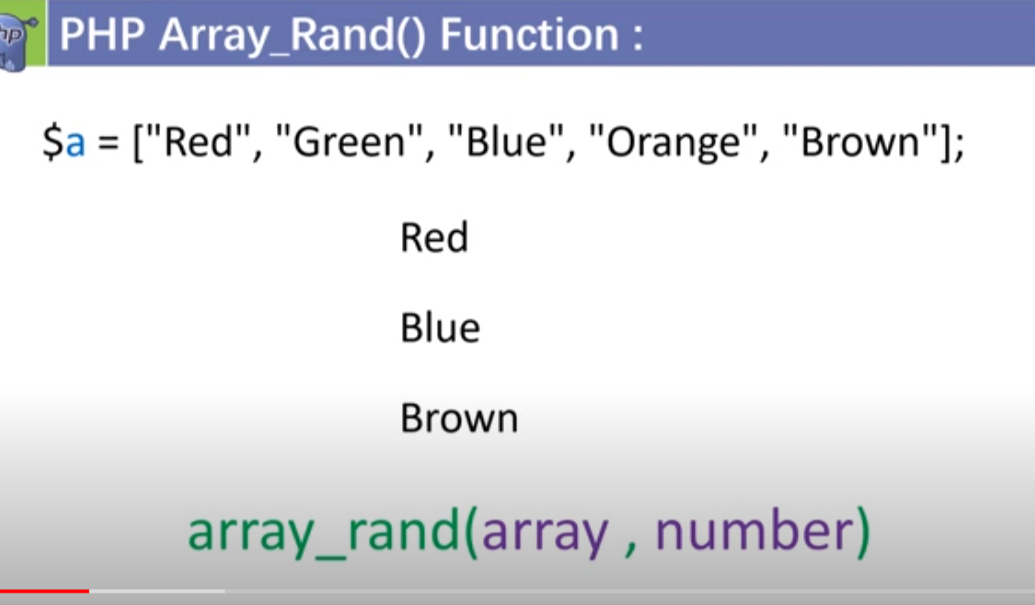 PHP Array_Rand() Function :
$a = ["Red", "Green", "Blue", "Orange", "Brown"];
Red
Blue
Brown
array_rand(array , number)